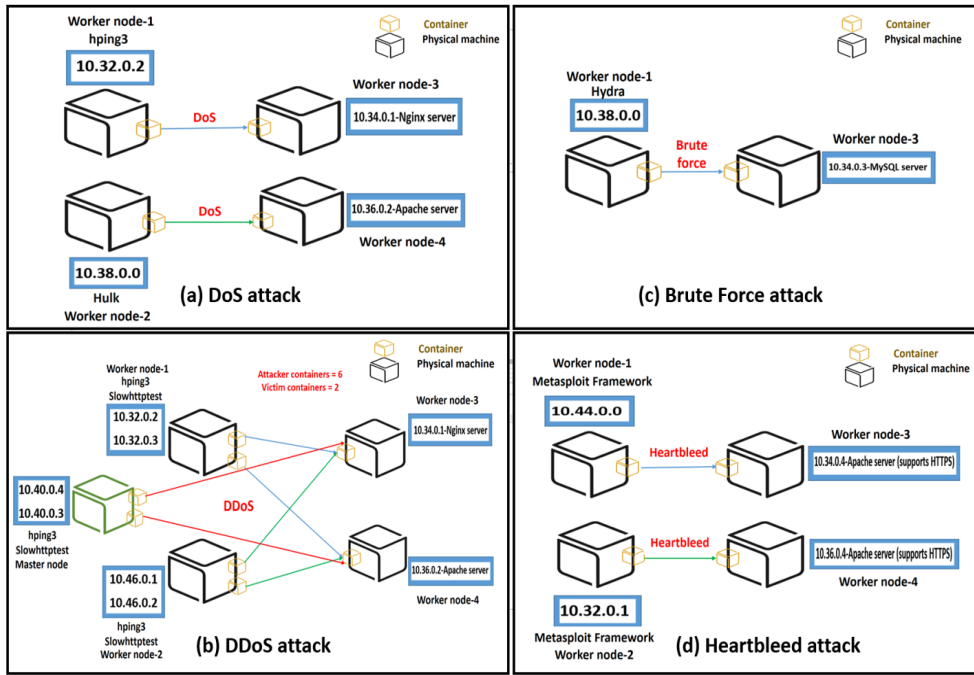 Worker node-1
hping3
10.32.0.2
Container
Physical machine
Worker node-3
10.34.0.1-Nginx server
DoS
DoS
10.36.0.2-Apache server
Worker node-4
10.38.0.0
Hulk
Worker node-2
(a) DoS attack
Container
Physical machine
Worker node-1
Hydra
10.38.0.0
Brute
force
Worker node-3
10.34.0.3-MySQL server
(c) Brute Force attack
Container
Physical machine
Worker node-1
hping3
Slowhttptest
10.32.0.2
10.32.0.3
Attacker containers = 6
Victim containers = 2
Worker node-3
10.34.0.1-Nginx server
10.40.0.4
10.40.0.3
hping3
Slowhttptest
Master node
DDoS
10.46.0.1
10.46.0.2
hping3
Slowhttptest
Worker node-2
10.36.0.2-Apache server
Worker node-4
(b) DDoS attack
Container
Physical machine
Worker node-1
Metasploit Framework
10.44.0.0
Heartbleed
Worker node-3
10.34.0.4-Apache server (supports HTTPS)
Heartbleed
10.36.0.4-Apache server (supports HTTPS)
Worker node-4
10.32.0.1
Metasploit Framework
Worker node-2
(d) Heartbleed attack